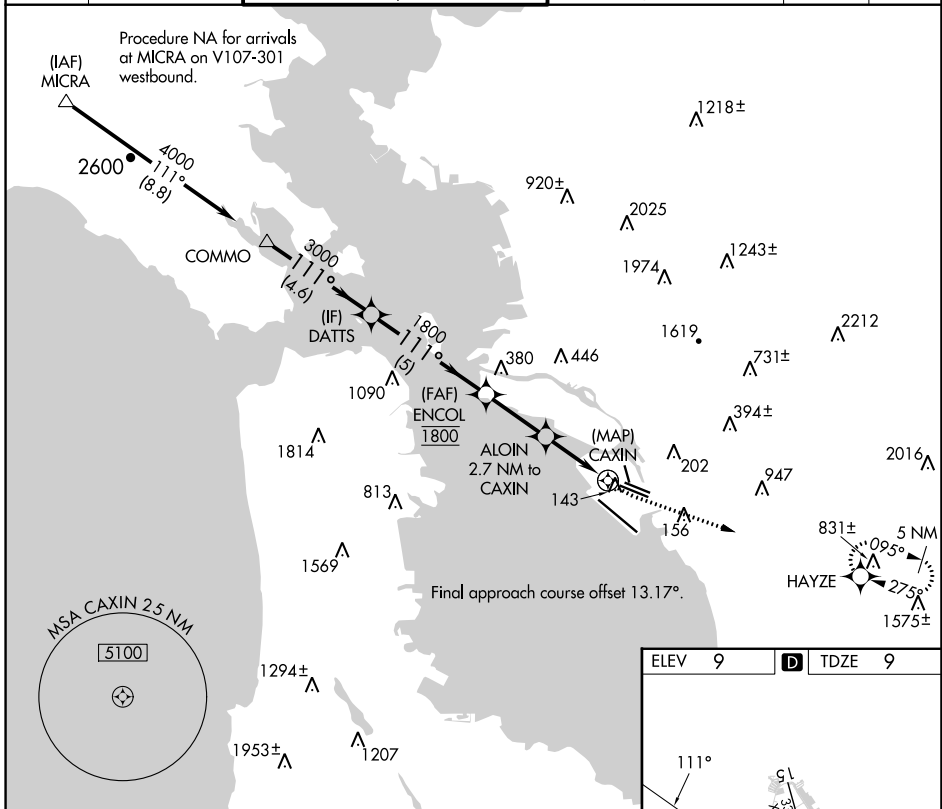 Procedure NA for arrivals
at MICRA on V107-301
westbound.
(IAF)
MICRA
2600
4000
111°
(8.8)
COMMO
3000
111°
(4.6)
(IF)
DATTS
1800
111°
(5)
(FAF)
ENCOL
1800
ALOIN
2.7 NM to
CAXIN
(MAP)
CAXIN
1218±
920±
2025
1974
1243±
1619
2212
731±
380
446
1090
394±
1814
202
2016
947
813
143
156
831±
5 NM
095°
HAYZE
275°
1575±
1569
Final approach course offset 13.17°.
MSA CAXIN 25 NM
5100
1294±
1953±
1207
ELEV 9
D
TDZE 9
111°
15